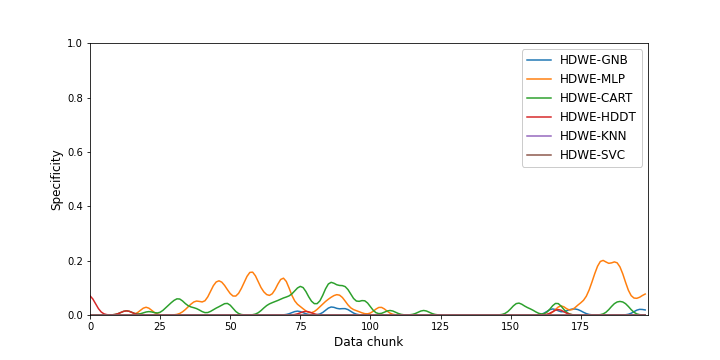 1.0
0.8
0.6
0.4
0.2
0.0
Specificity
HDWE-GNB
HDWE-MLP
HDWE-CART
HDWE-HDDT
HDWE-KNN
HDWE-SVC
0 25 50 75 100 125 150 175
Data chunk